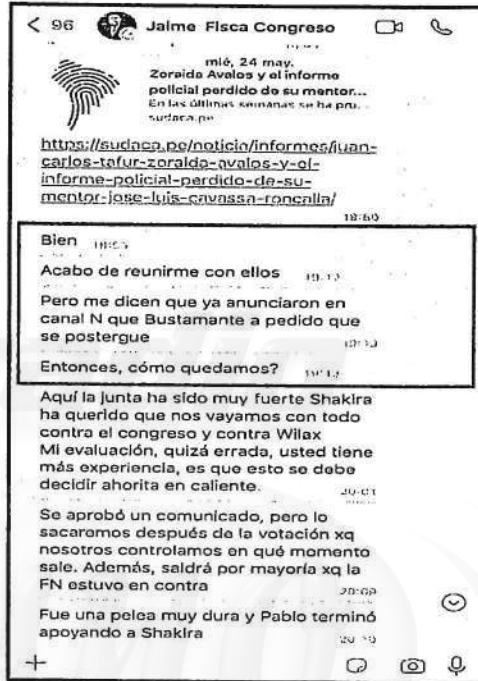 < 96 Jaime Fisca Congreso
mié, 24 may.
Zoraida Avalos y el informe
policial perdido de su mentor...
En las últimas semanas se ha pru...
sudaca.pe
https://sudaca.pe/noticia/informes/juan-
carlos-tafur-zoraida-avalos-y-el-
informe-policial-perdido-de-su-
mentor-jose-luis-cavassa-roncalla/
Bien
Acabo de reunirme con ellos
Pero me dicen que ya anunciaron en
canal N que Bustamante a pedido que
se postergue
Entonces, cómo quedamos?
Aquí la junta ha sido muy fuerte Shakira
ha querido que nos vayamos con todo
contra el congreso y contra Wilax
Mi evaluación, quizá errada, usted tiene
más experiencia, es que esto se debe
decidir ahorita en caliente.
20:01
Se aprobó un comunicado, pero lo
sacaremos después de la votación xq
nosotros controlamos en qué momento
sale. Además, saldrá por mayoría xq la
FN estuvo en contra
20:09
Fue una pelea muy dura y Pablo terminó
apoyando a Shakira